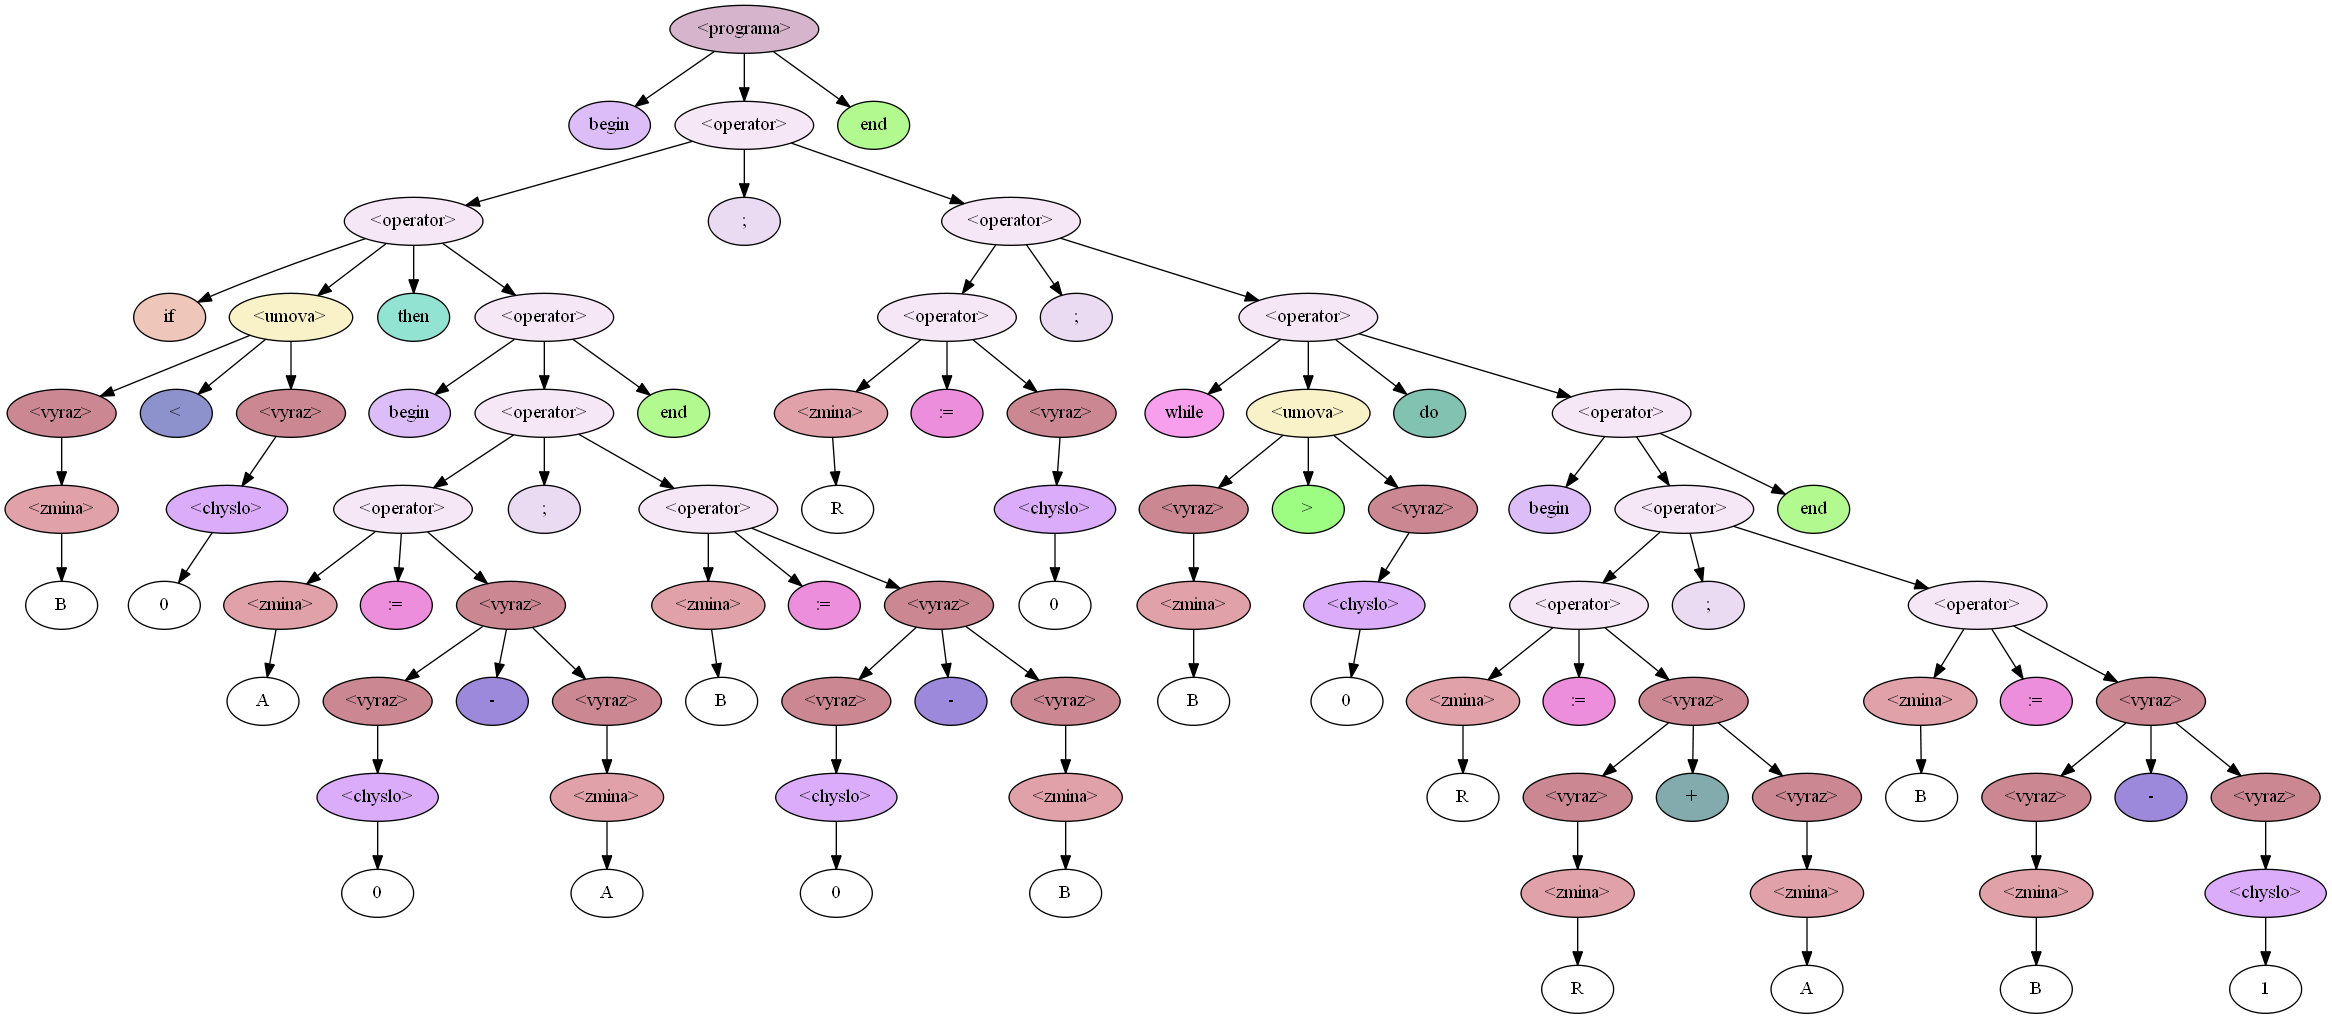 <programa>
begin <operator> end
<operator> ; <operator>
if <umova> then <operator> <operator> ; <operator>
<vyraz> < <vyraz> begin <operator> end <zmina> := <vyraz> while <umova> do <operator>
<zmina> <chyslo> <operator> ; <operator> R <chyslo> <vyraz> > <vyraz> begin <operator> end
B 0 <zmina> := <vyraz> <zmina> := <vyraz> 0 <zmina> <chyslo> <operator> ; <operator>
A <vyraz> - <vyraz> B <vyraz> - <vyraz> B 0 <zmina> := <vyraz> <zmina> := <vyraz>
<chyslo> <zmina> <chyslo> <zmina> R <vyraz> + <vyraz> B <vyraz> - <vyraz>
0 A 0 B <zmina> <zmina> <zmina> <chyslo>
R A B 1